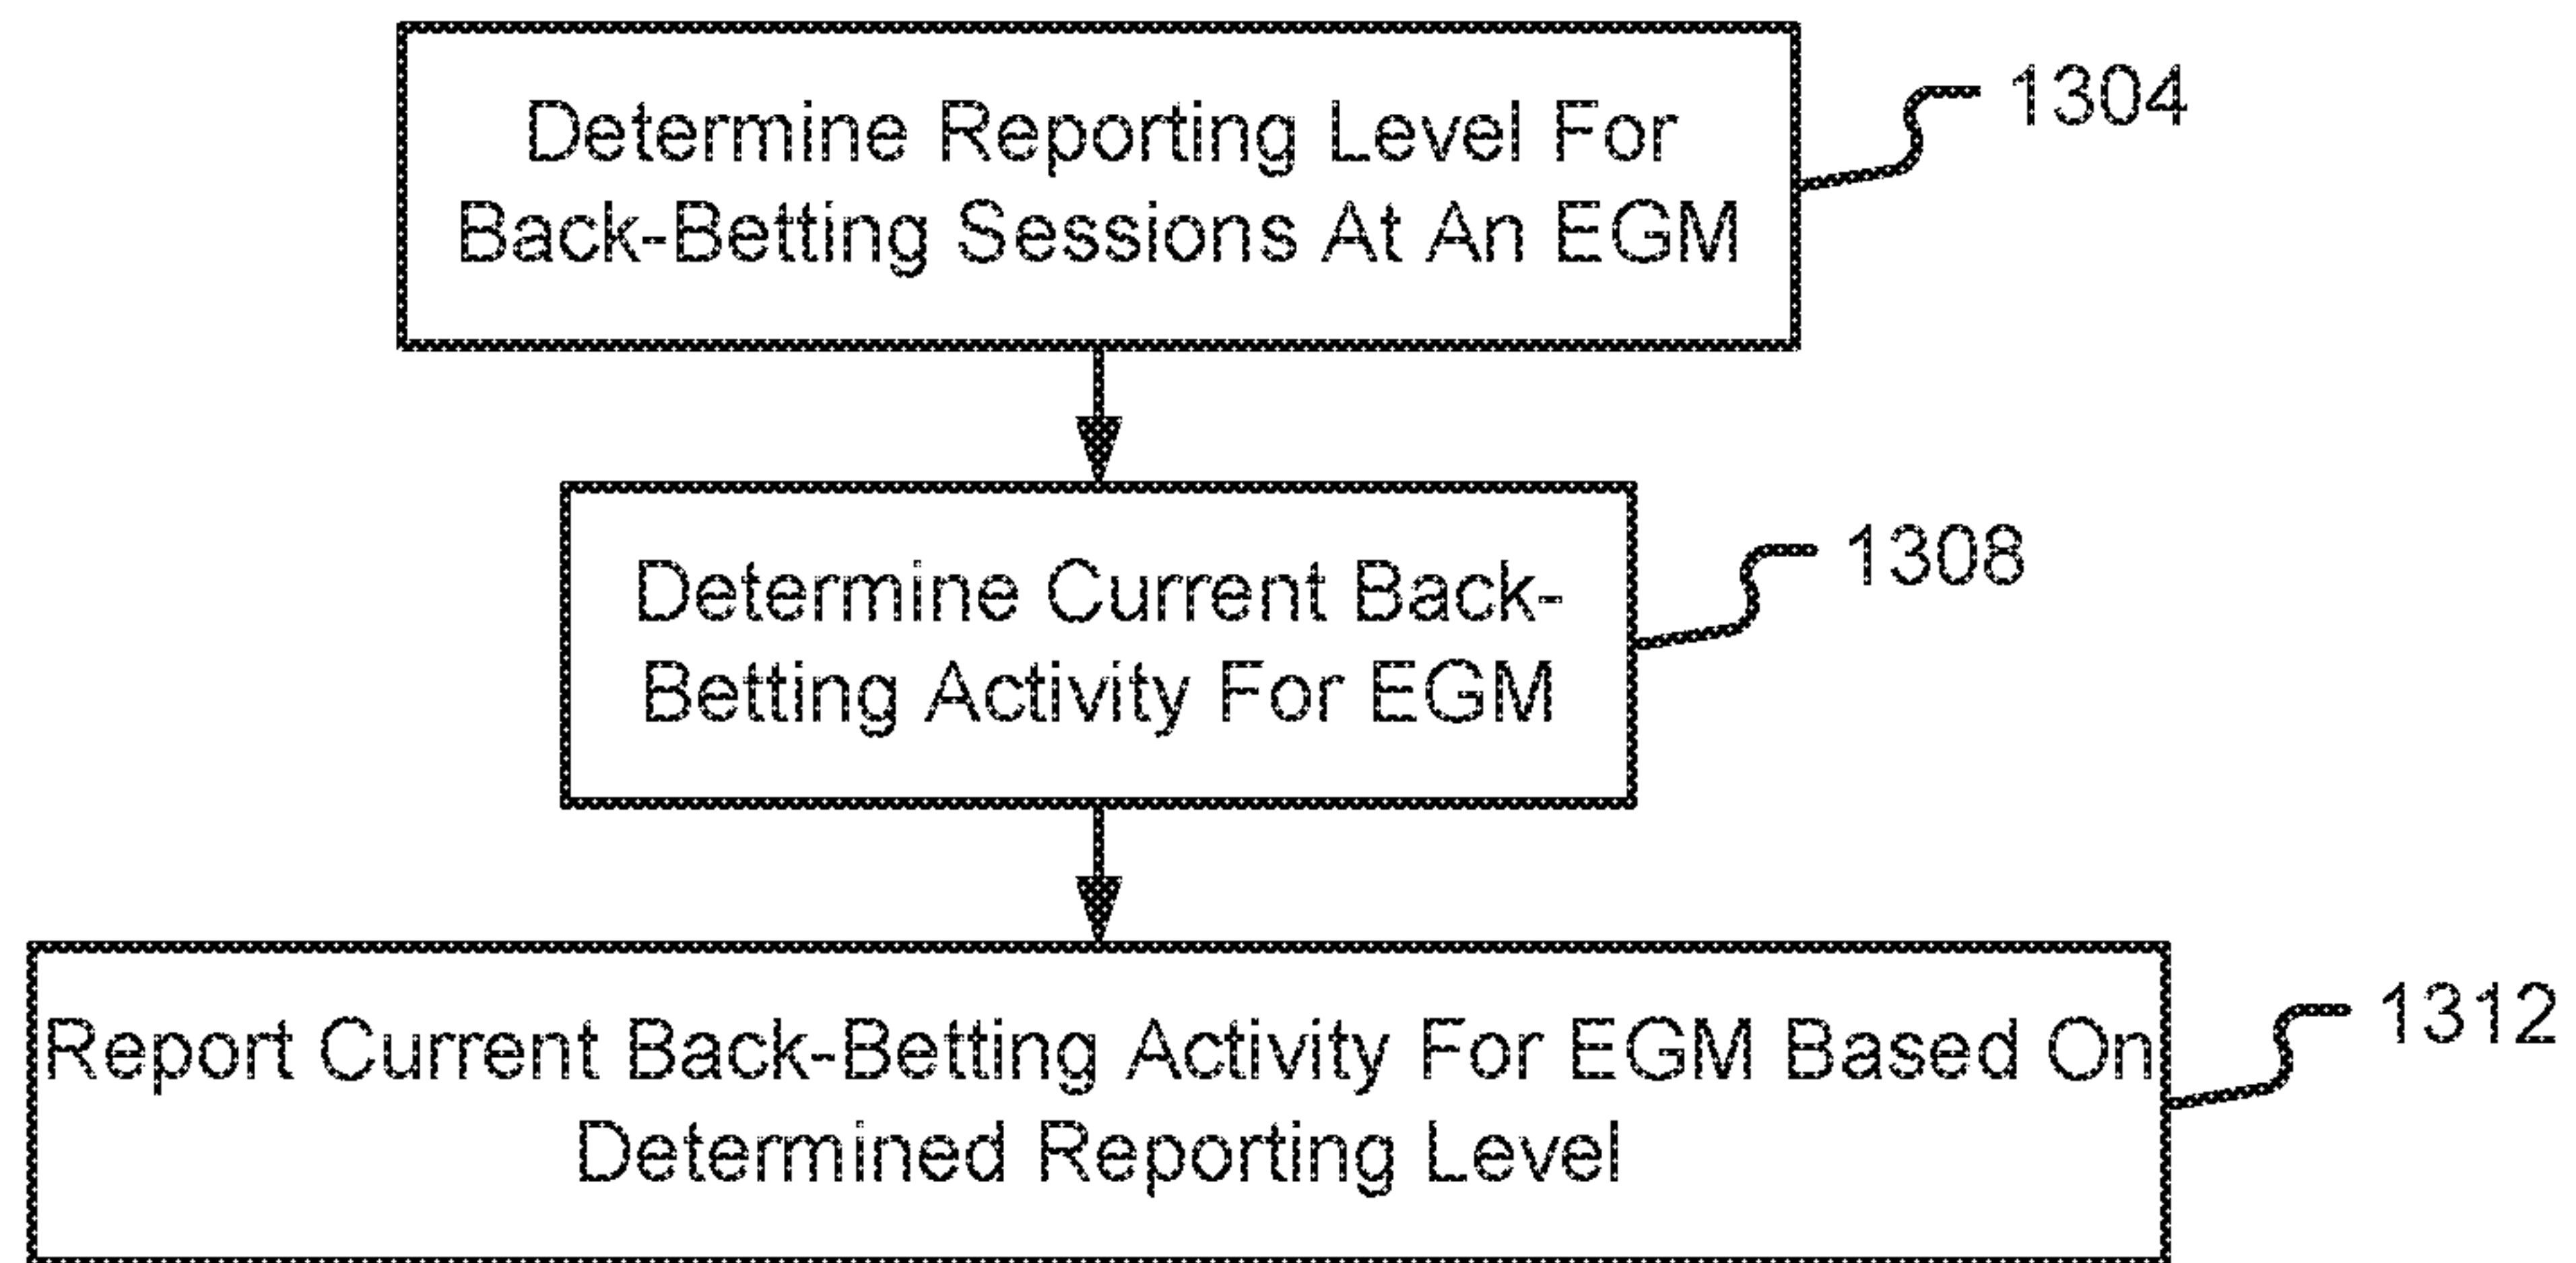 Determine Reporting Level For
Back-Betting Sessions At An EGM
1304
Determine Current Back-
Betting Activity For EGM
1308
Report Current Back-Betting Activity For EGM Based On
Determined Reporting Level
1312